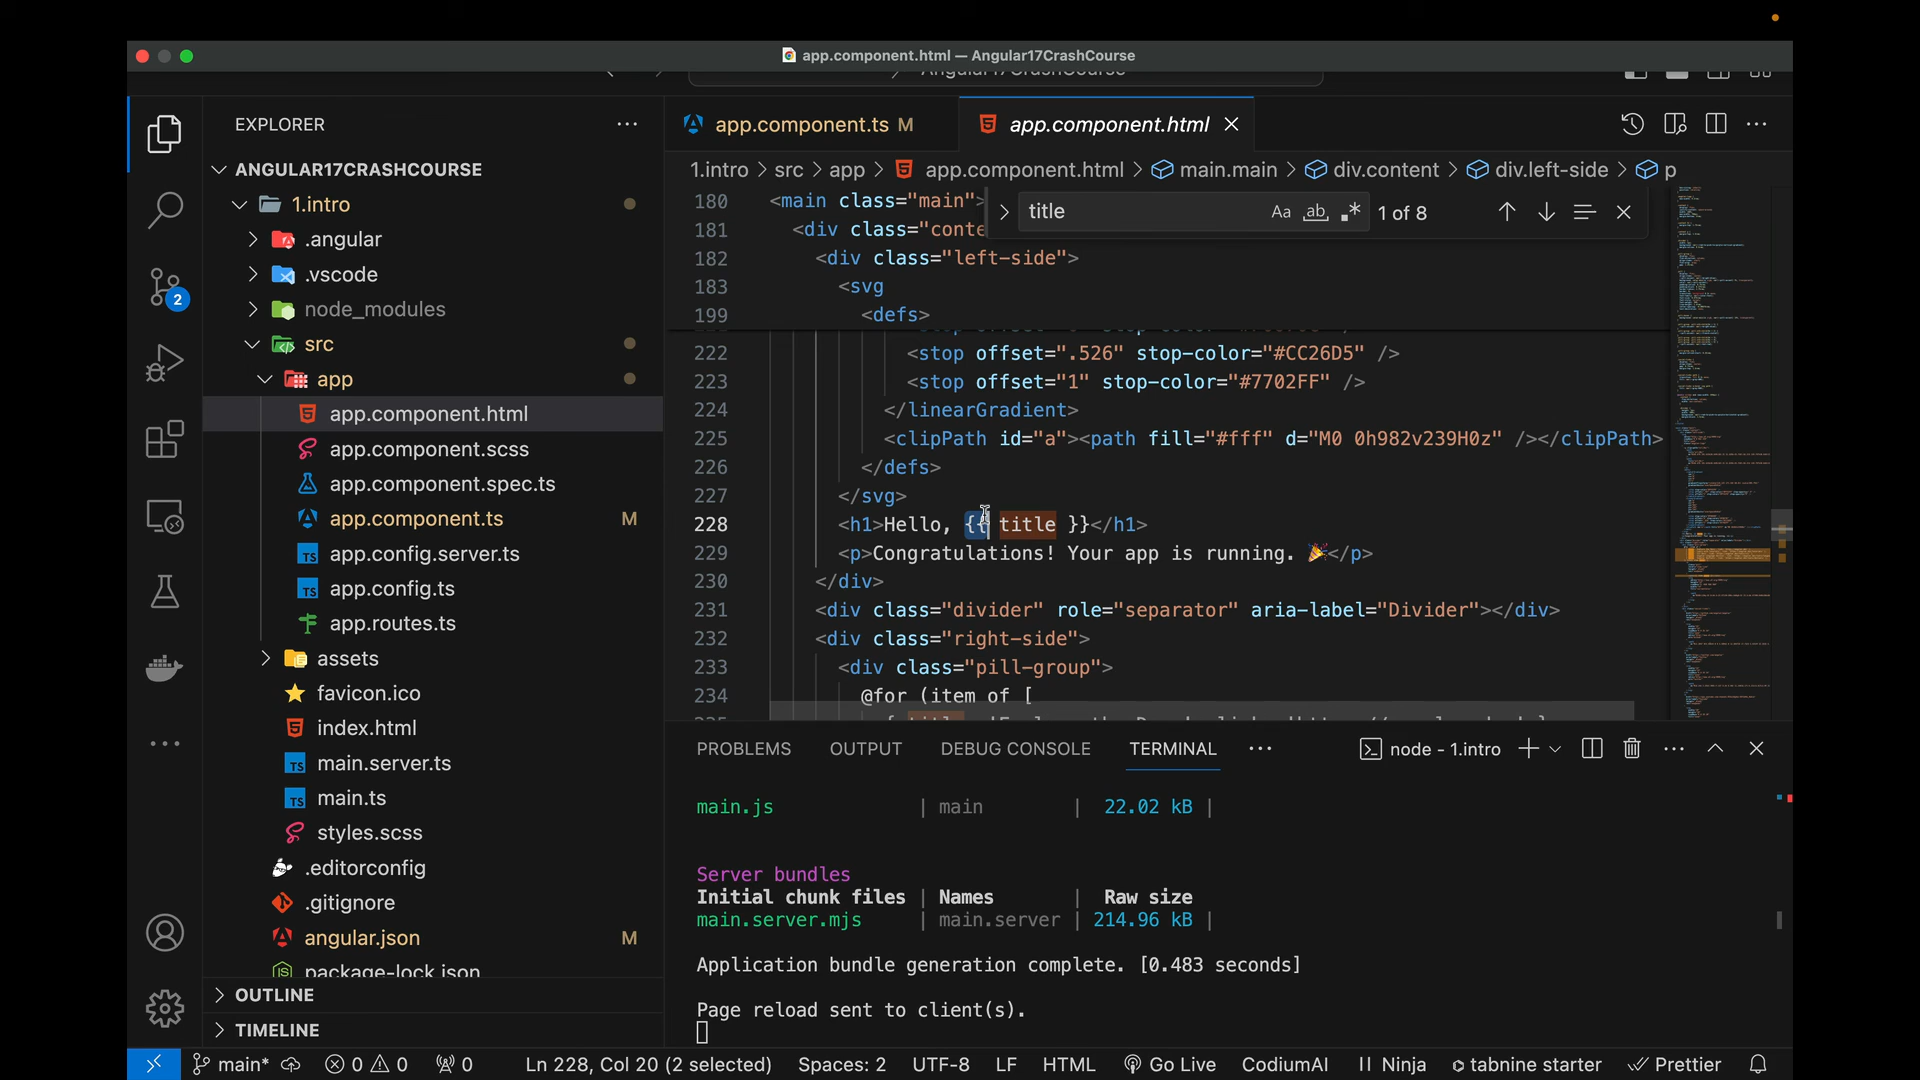 app.component.html — Angular17CrashCourse
Angular17CrashCourse
EXPLORER
ANGULAR17CRASHCOURSE
1.intro
.angular
.vscode
node_modules
src
app
app.component.html
app.component.scss
app.component.spec.ts
app.component.ts M
app.config.server.ts
app.config.ts
app.routes.ts
assets
favicon.ico
index.html
main.server.ts
main.ts
styles.scss
.editorconfig
.gitignore
angular.json M
package-lock.json
OUTLINE
TIMELINE
2
app.component.ts M
app.component.html
1.intro > src > app > app.component.html > main.main > div.content > div.left-side > p
title Aa ab .* 1 of 8
180 <main class="main">
181 <div class="conte
182 <div class="left-side">
183 <svg
199 <defs>
222 <stop offset=".526" stop-color="#CC26D5" />
223 <stop offset="1" stop-color="#7702FF" />
224 </linearGradient>
225 <clipPath id="a"><path fill="#fff" d="M0 0h982v239H0z" /></clipPath>
226 </defs>
227 </svg>
228 <h1>Hello, {{ title }}</h1>
229 <p>Congratulations! Your app is running. 🎉</p>
230 </div>
231 <div class="divider" role="separator" aria-label="Divider"></div>
232 <div class="right-side">
233 <div class="pill-group">
234 @for (item of [
PROBLEMS OUTPUT DEBUG CONSOLE TERMINAL
node - 1.intro
main.js | main | 22.02 kB |
Server bundles
Initial chunk files | Names | Raw size
main.server.mjs | main.server | 214.96 kB |
Application bundle generation complete. [0.483 seconds]
Page reload sent to client(s).
main* 0 0 0 Ln 228, Col 20 (2 selected) Spaces: 2 UTF-8 LF HTML Go Live CodiumAI Ninja tabnine starter Prettier